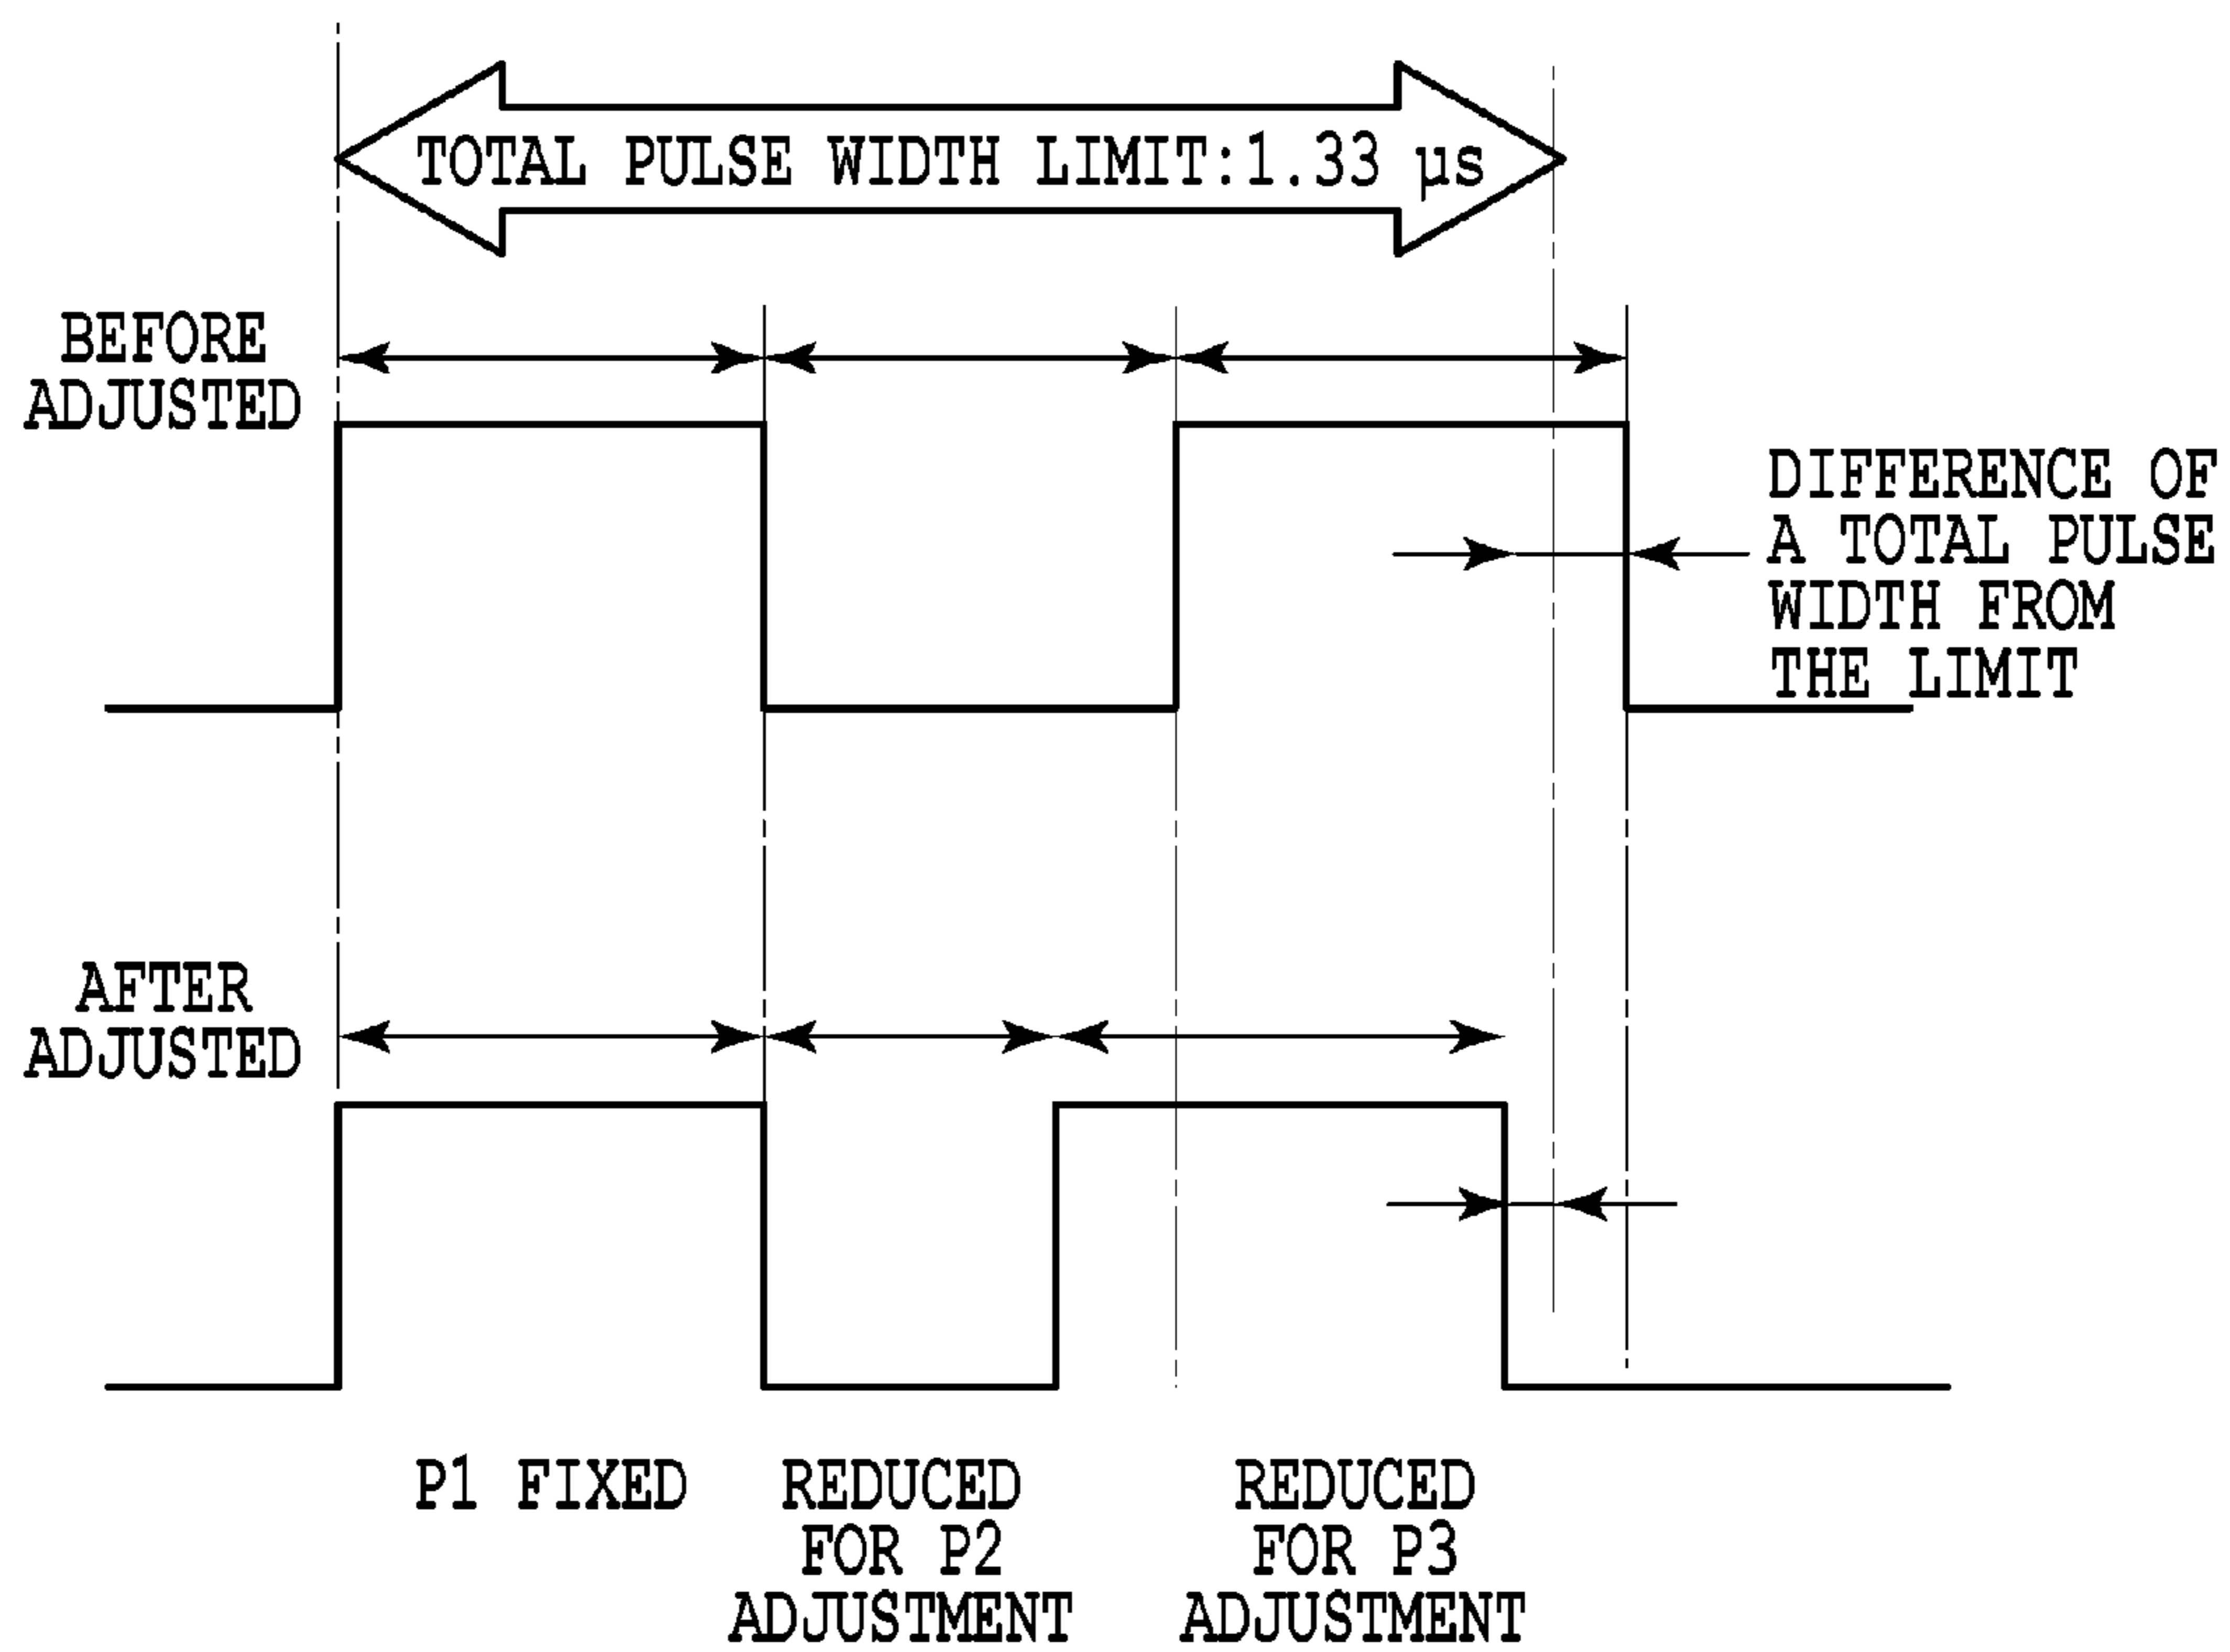 TOTAL PULSE WIDTH LIMIT:1.33 µs
BEFORE
ADJUSTED
DIFFERENCE OF
A TOTAL PULSE
WIDTH FROM
THE LIMIT
AFTER
ADJUSTED
P1 FIXED
REDUCED
FOR P2
ADJUSTMENT
REDUCED
FOR P3
ADJUSTMENT